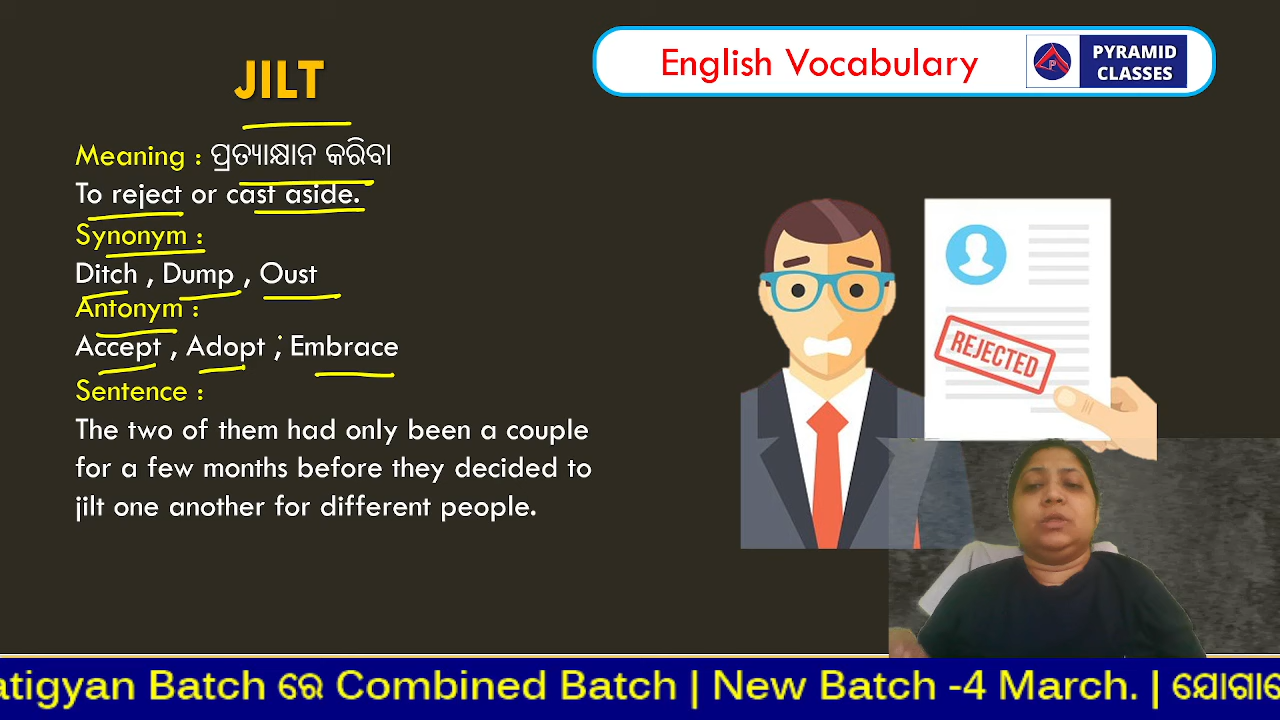 JILT
English Vocabulary
PYRAMID
CLASSES
Meaning : ପ୍ରତ୍ୟାକ୍ଷାନ କରିବା
To reject or cast aside.
Synonym :
Ditch , Dump , Oust
Antonym :
Accept , Adopt , Embrace
Sentence :
The two of them had only been a couple
for a few months before they decided to
jilt one another for different people.
REJECTED
atigyan Batch ରେ Combined Batch | New Batch -4 March. |